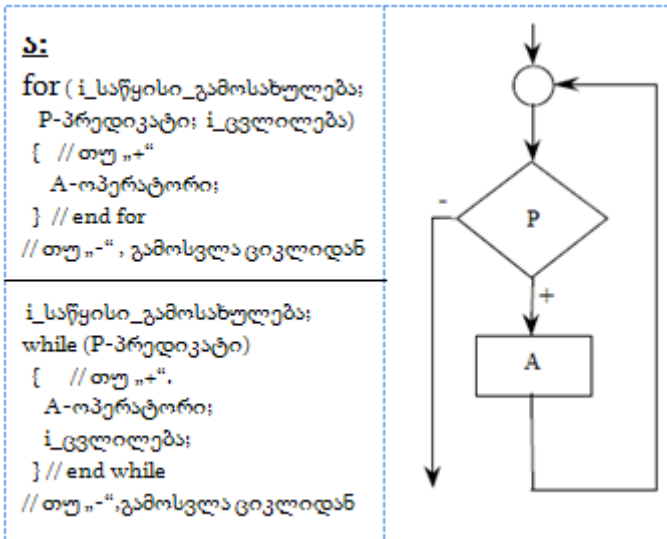 ა:
for ( i_საწყისი_გამოსახულება;
P-პრედიკატი; i_ცვლილება)
{ // თუ „+“
A-ოპერატორი;
} // end for
// თუ „-“ , გამოსვლა ციკლიდან
i_საწყისი_გამოსახულება;
while (P-პრედიკატი)
{ // თუ „+“.
A-ოპერატორი;
i_ცვლილება;
} // end while
// თუ „-“,გამოსვლა ციკლიდან
-
P
+
A